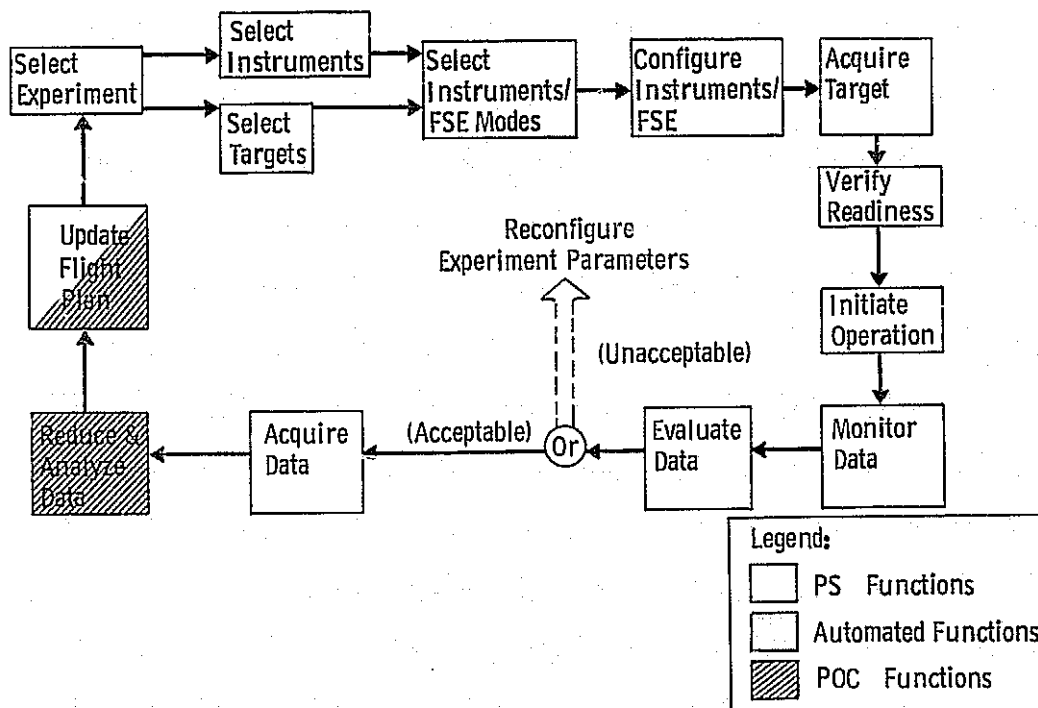 Select
Experiment
Select
Instruments
Select
Targets
Select
Instruments/
FSE Modes
Configure
Instruments/
FSE
Acquire
Target
Verify
Readiness
Initiate
Operation
Monitor
Data
Evaluate
Data
Or
(Unacceptable)
Reconfigure
Experiment Parameters
(Acceptable)
Acquire
Data
Reduce &
Analyze
Data
Update
Flight
Plan
Legend:
PS Functions
Automated Functions
POC Functions